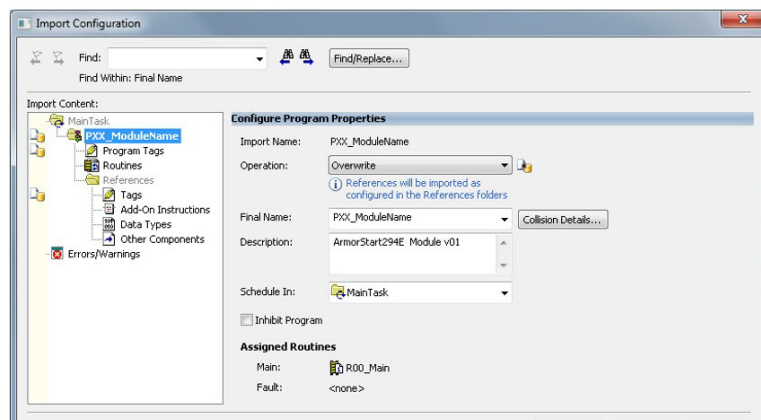 Import Configuration
Find:
Find/Replace...
Find Within: Final Name
Import Content:
MainTask
PXX_ModuleName
Program Tags
Routines
References
Tags
Add-On Instructions
Data Types
Other Components
Errors/Warnings
Configure Program Properties
Import Name: PXX_ModuleName
Operation: Overwrite
References will be imported as
configured in the References folders
Final Name: PXX_ModuleName Collision Details...
Description: ArmorStart294E Module v01
Schedule In: MainTask
Inhibit Program
Assigned Routines
Main: R00_Main
Fault: <none>